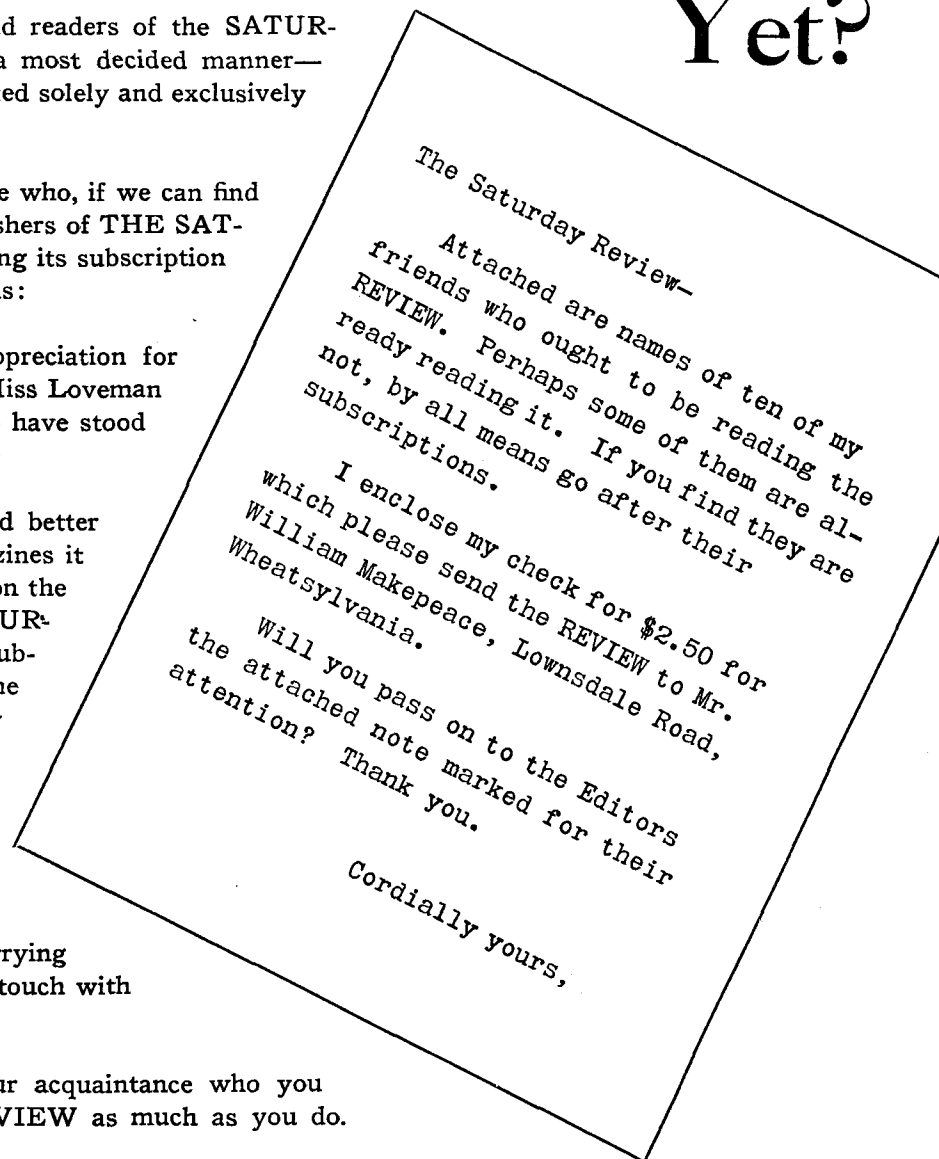 Yet?
d readers of the SATUR-
a most decided manner—
ted solely and exclusively
e who, if we can find
shers of THE SAT-
ng its subscription
s:
ppreciation for
iss Loveman
have stood
d better
zines it
on the
UR-
ub-
ne
rrying
touch with
ur acquaintance who you
VIEW as much as you do.
The Saturday Review—
Attached are names of ten of my
friends who ought to be reading the
REVIEW. Perhaps some of them are al-
ready reading it. If you find they are
not, by all means go after their
subscriptions.
I enclose my check for $2.50 for
which please send the REVIEW to Mr.
William Makepeace, Lownsdale Road,
Wheatsylvania.
Will you pass on to the Editors
the attached note marked for their
attention? Thank you.
Cordially yours,